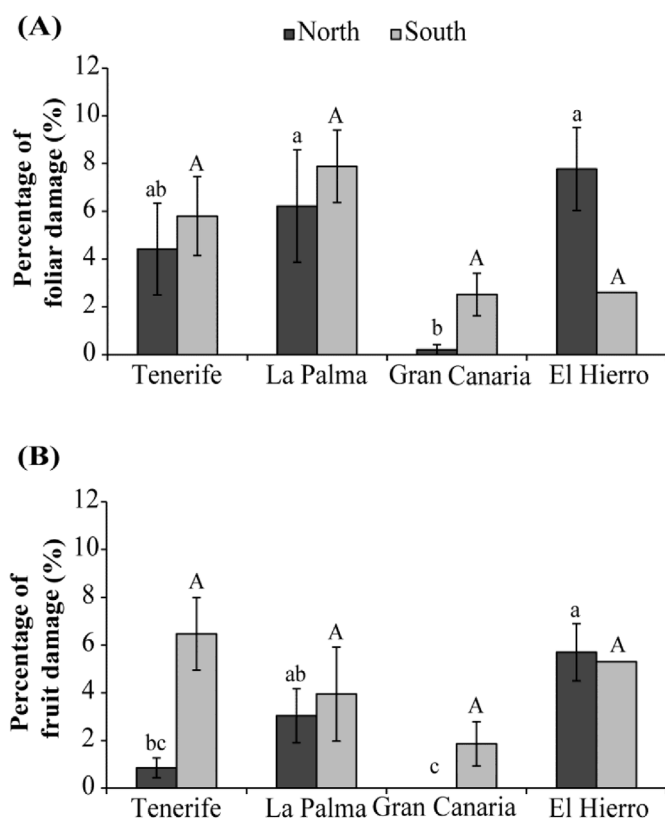 (A)
North South
Percentage of
foliar damage (%)
12
10
8
6
4
2
0
ab A a A b A a A
Tenerife La Palma Gran Canaria El Hierro
(B)
Percentage of
fruit damage (%)
12
10
8
6
4
2
0
bc A ab A c A a A
Tenerife La Palma Gran Canaria El Hierro